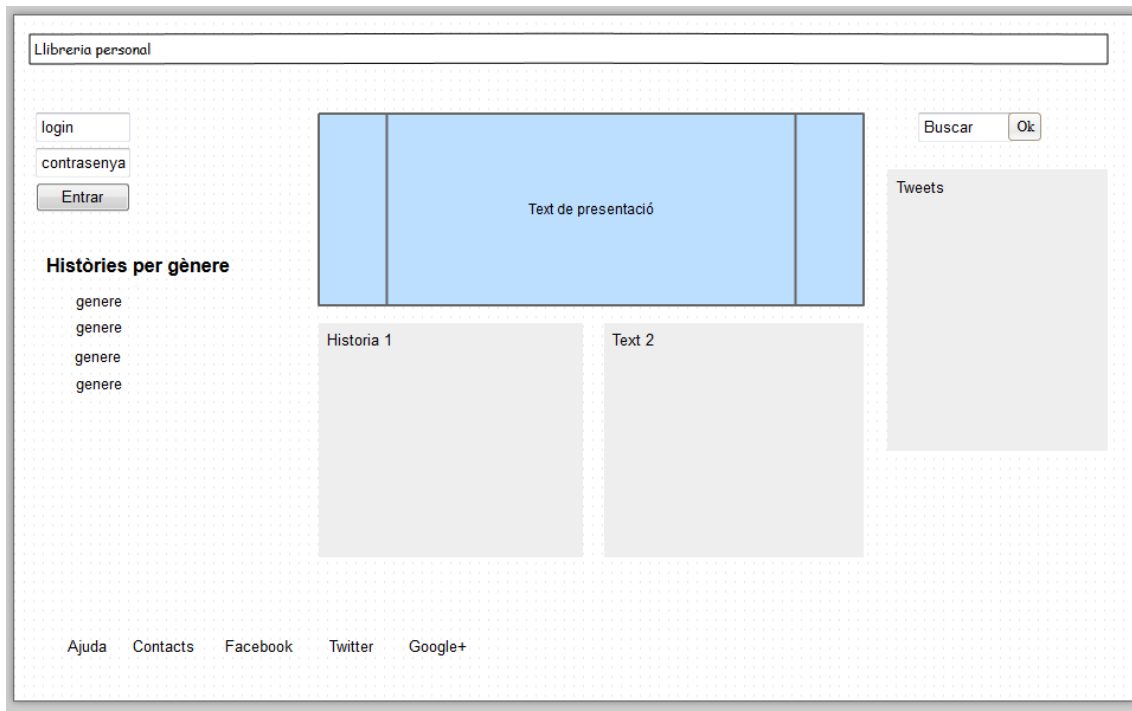 Llibreria personal
login
contrasenya
Entrar
Històries per gènere
genere
genere
genere
genere
Text de presentació
Historia 1
Text 2
Buscar
Ok
Tweets
Ajuda Contacts Facebook Twitter Google+